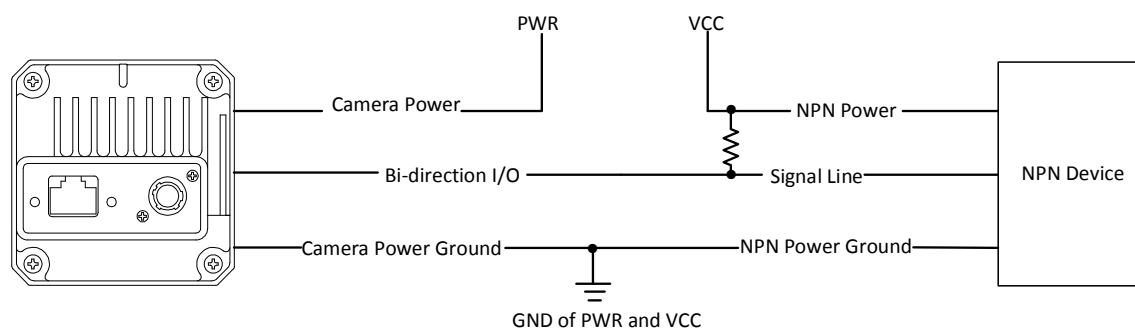 PWR
VCC
Camera Power
NPN Power
Bi-direction I/O
Signal Line
NPN Device
Camera Power Ground
NPN Power Ground
GND of PWR and VCC